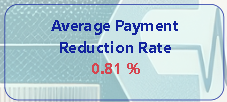 Average Payment
Reduction Rate
0.81 %